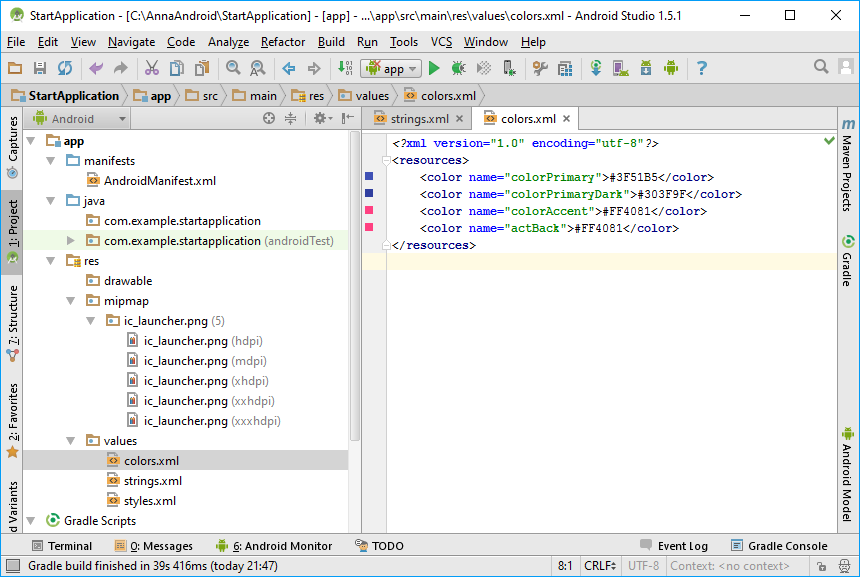 StartApplication - [C:\AnnaAndroid\StartApplication] - [app] - ...\app\src\main\res\values\colors.xml - Android Studio 1.5.1
File Edit View Navigate Code Analyze Refactor Build Run Tools VCS Window Help
app
StartApplication app src main res values colors.xml
Android
strings.xml colors.xml
Captures
1: Project
7: Structure
2: Favorites
d Variants
app
manifests
AndroidManifest.xml
java
com.example.startapplication
com.example.startapplication (androidTest)
res
drawable
mipmap
ic_launcher.png (5)
ic_launcher.png (hdpi)
ic_launcher.png (mdpi)
ic_launcher.png (xhdpi)
ic_launcher.png (xxhdpi)
ic_launcher.png (xxxhdpi)
values
colors.xml
strings.xml
styles.xml
Gradle Scripts
<?xml version="1.0" encoding="utf-8"?>
<resources>
<color name="colorPrimary">#3F51B5</color>
<color name="colorPrimaryDark">#303F9F</color>
<color name="colorAccent">#FF4081</color>
<color name="actBack">#FF4081</color>
</resources>
Maven Projects
Gradle
Android Model
Terminal 0: Messages 6: Android Monitor TODO Event Log Gradle Console
Gradle build finished in 39s 416ms (today 21:47) 8:1 CRLF UTF-8 Context: <no context>